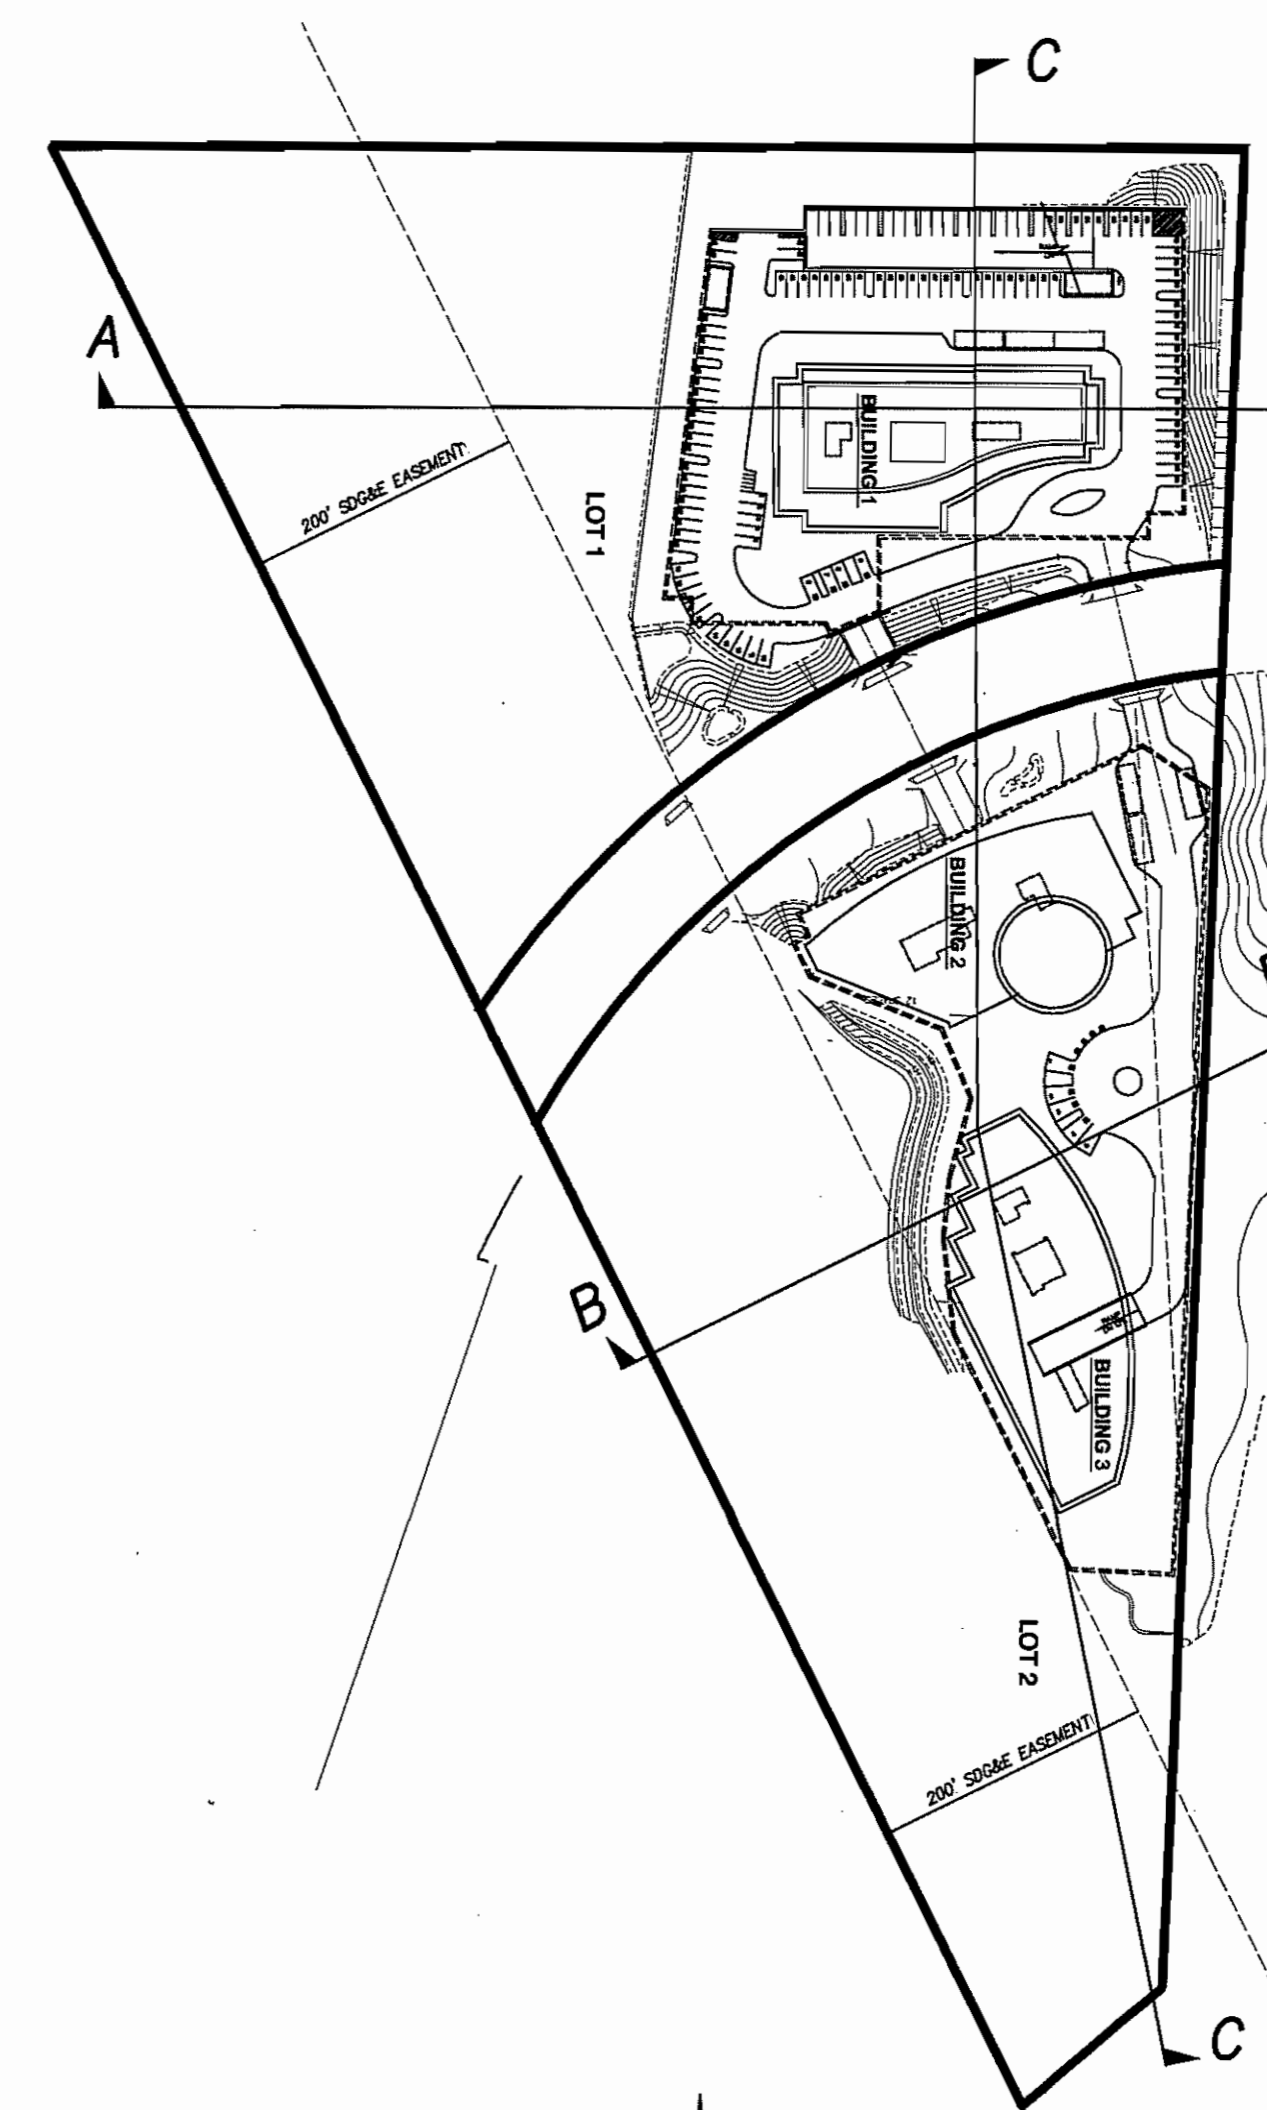 C
A
200' SDG&E EASEMENT
LOT 1
BUILDING 1
BUILDING 2
B
BUILDING 3
LOT 2
200' SDG&E EASEMENT
C